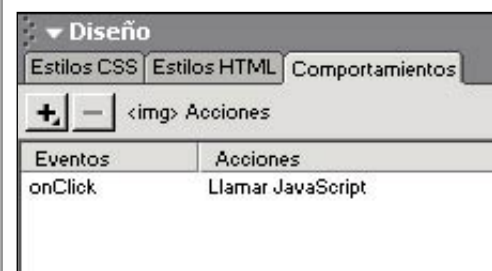 Diseño
Estilos CSS Estilos HTML Comportamientos
<img> Acciones
Eventos Acciones
onClick Llamar JavaScript